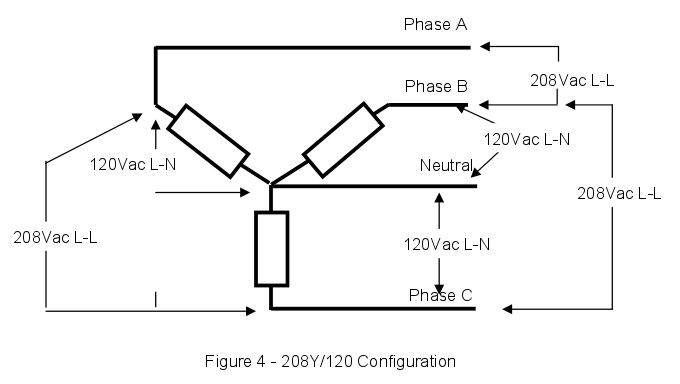 Phase A
208Vac L-L
Phase B
120Vac L-N
120Vac L-N
Neutral
208Vac L-L
208Vac L-L
120Vac L-N
Phase C
Figure 4 - 208Y/120 Configuration